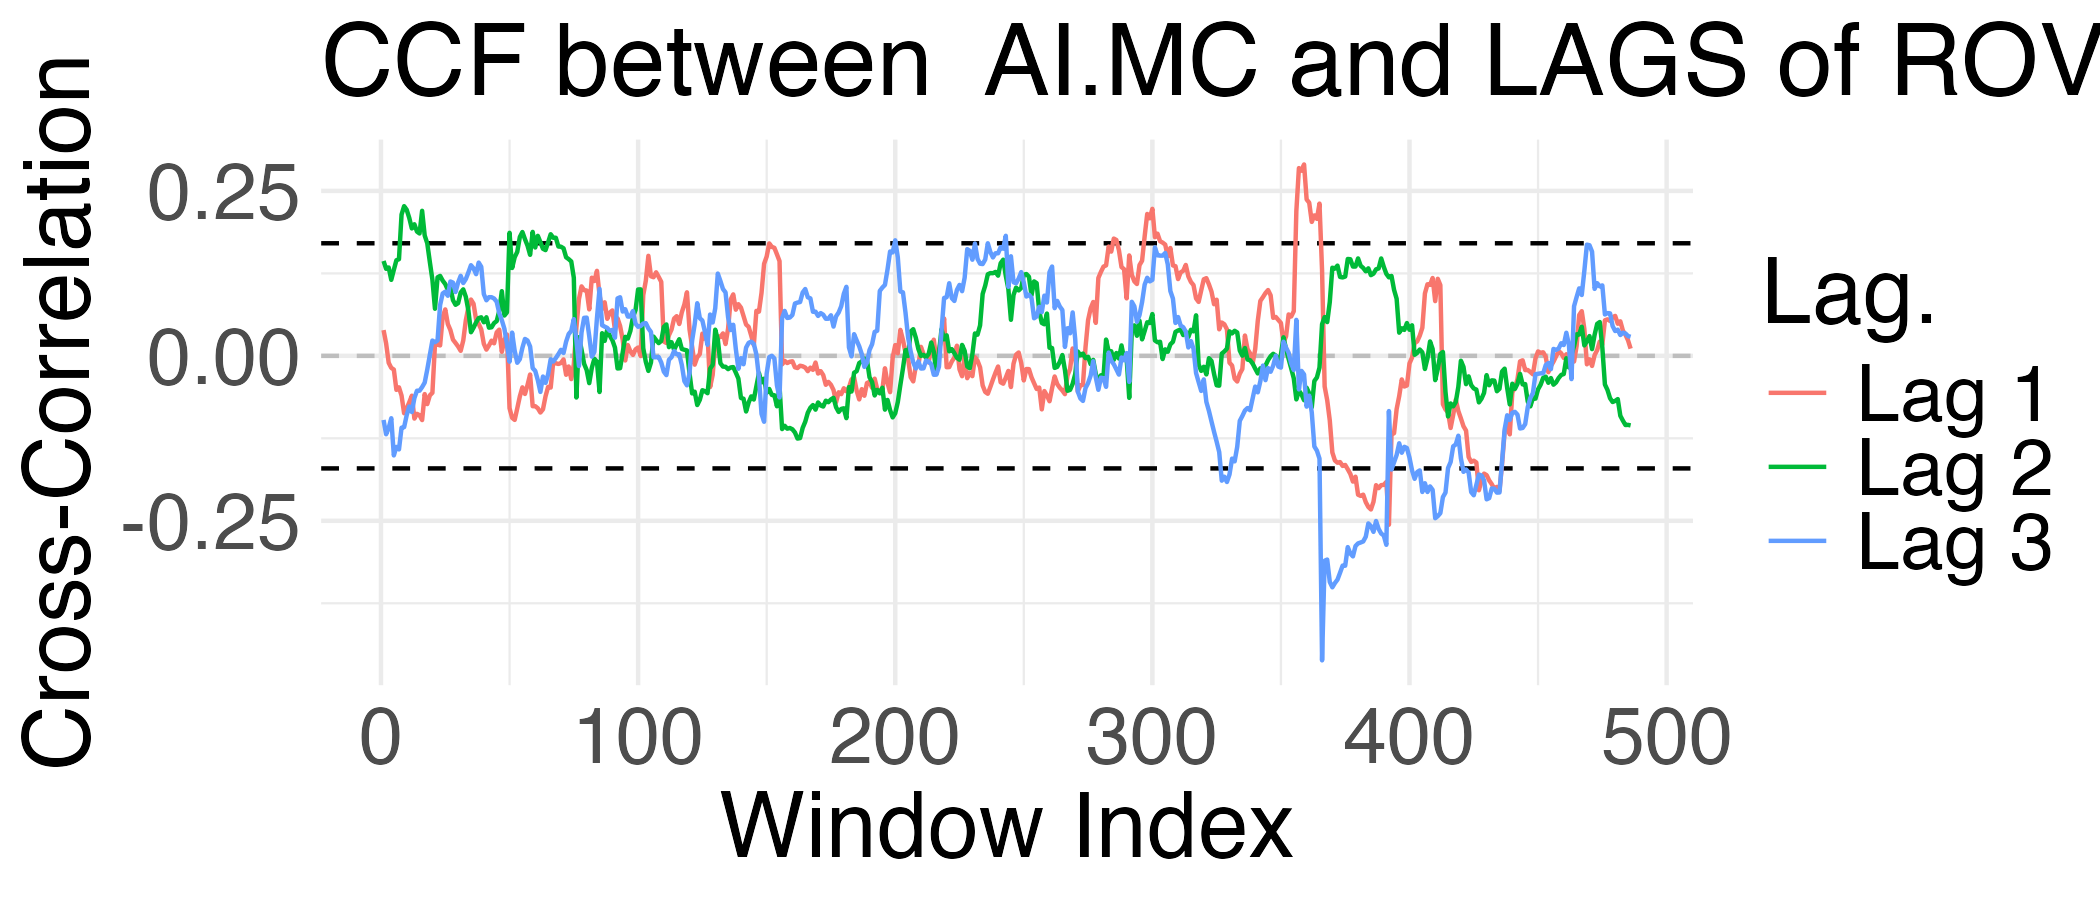 CCF between  AI.MC and LAGS of ROV
Cross-Correlation
0.25
0.00
-0.25
0
100
200
300
400
500
Window Index
Lag.
Lag 1
Lag 2
Lag 3